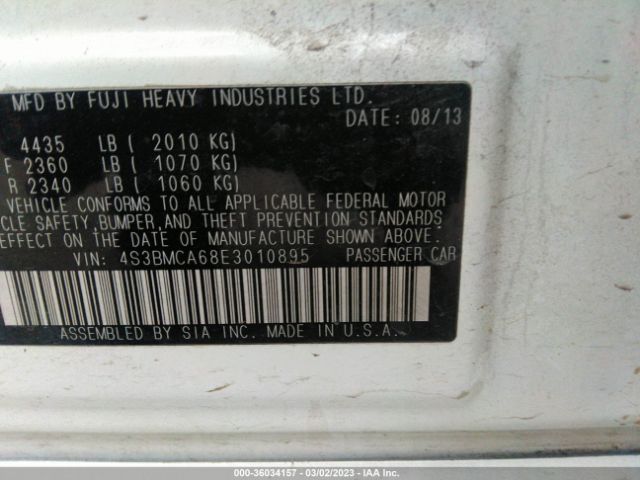 MFD BY FUJI HEAVY INDUSTRIES LTD.
DATE: 08/13
4435 LB ( 2010 KG)
F 2360 LB ( 1070 KG)
R 2340 LB ( 1060 KG)
VEHICLE CONFORMS TO ALL APPLICABLE FEDERAL MOTOR
CLE SAFETY,BUMPER,AND THEFT PREVENTION STANDARDS
EFFECT ON THE DATE OF MANUFACTURE SHOWN ABOVE.
VIN: 4S3BMCA68E3010895 PASSENGER CAR
ASSEMBLED BY SIA INC. MADE IN U.S.A.
000-36034157 - 03/02/2023 - IAA Inc.